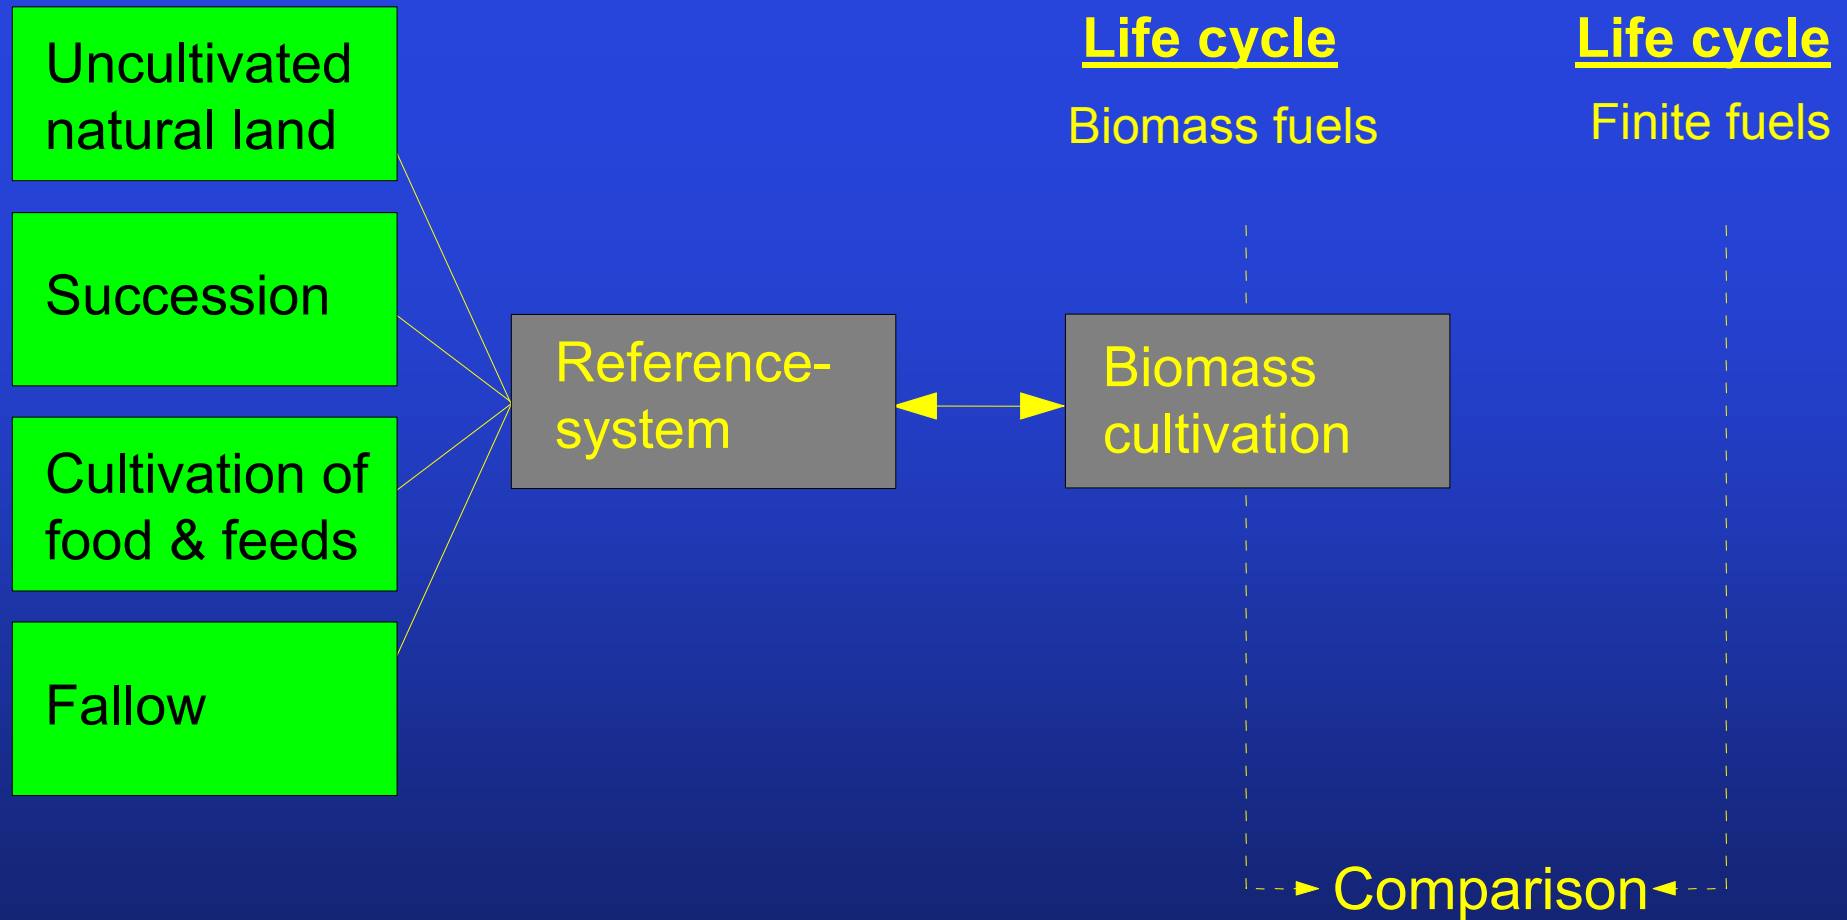 Uncultivated
natural land
Succession
Cultivation of
food & feeds
Fallow
Reference-
system
Life cycle
Biomass fuels
Biomass
cultivation
Life cycle
Finite fuels
Comparison